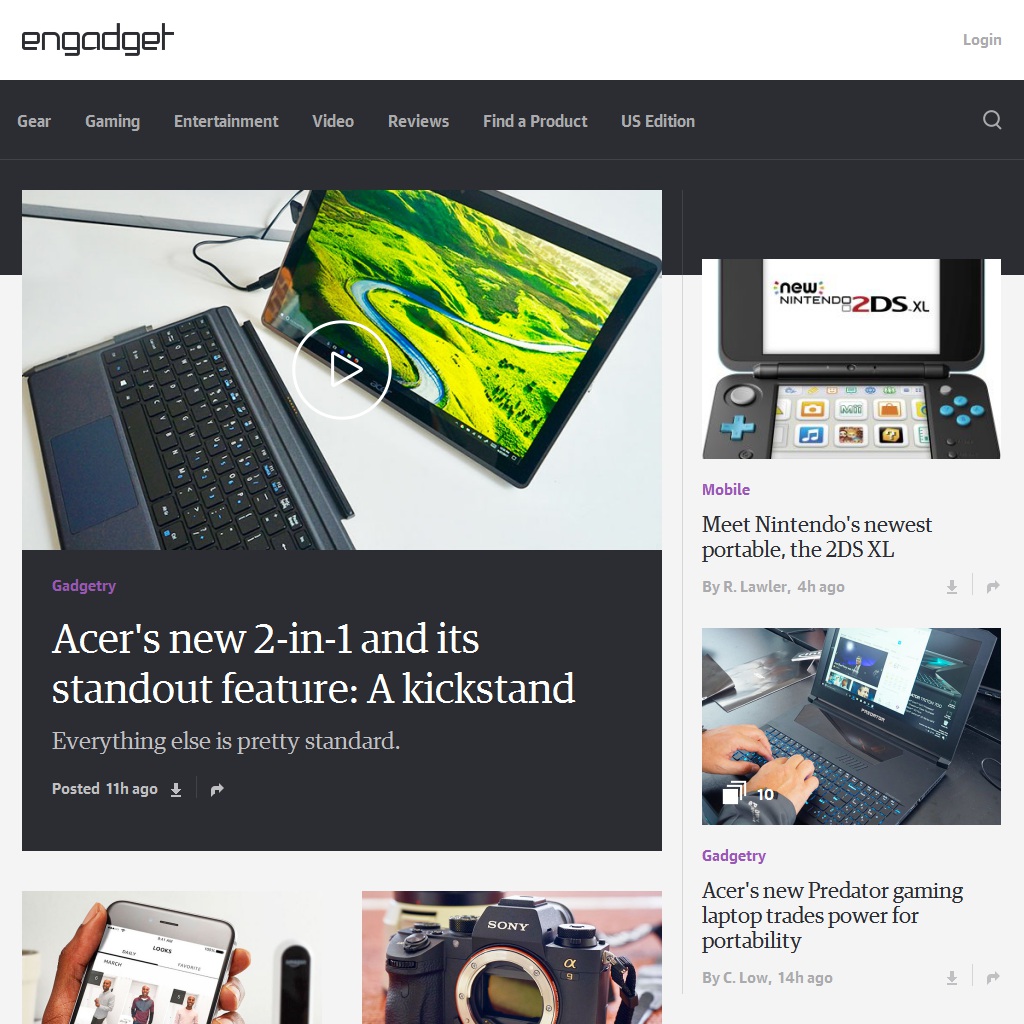 engadget
Login
Gear
Gaming
Entertainment
Video
Reviews
Find a Product
US Edition
new
NINTENDO 2DS XL
Mii
Mobile
Meet Nintendo's newest
portable, the 2DS XL
By R. Lawler, 4h ago
Gadgetry
Acer's new 2-in-1 and its
standout feature: A kickstand
Everything else is pretty standard.
Posted 11h ago
PREDATOR
10
Gadgetry
Acer's new Predator gaming
laptop trades power for
portability
By C. Low, 14h ago
LOOKS
DAILY
FAVORITE
MARCH
SONY
α
9